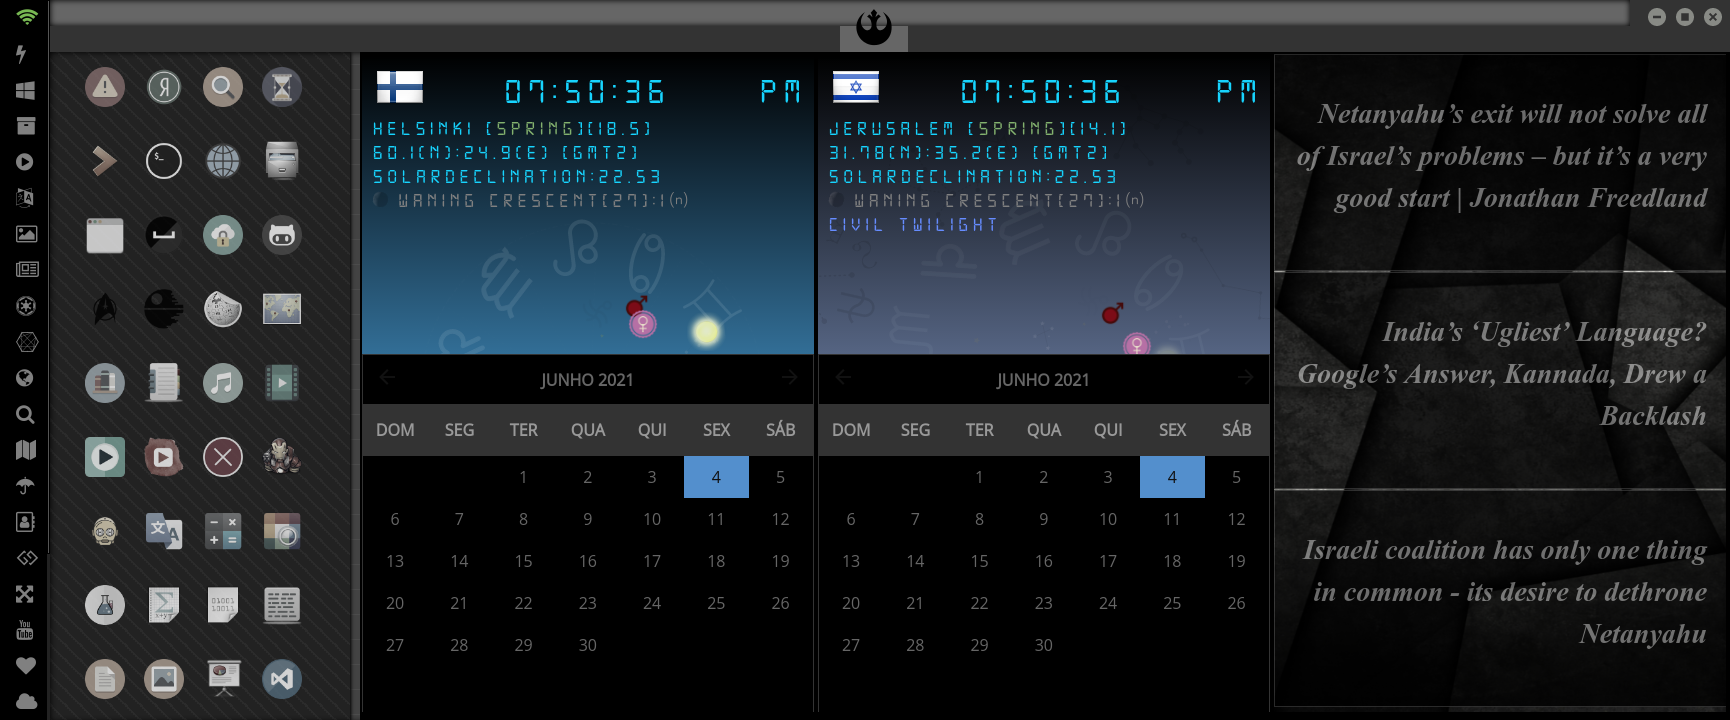 07:50:36 PM
HELSINKI [SPRING][18.5]
60.1(N):24.9(E) [GMT2]
SOLARDECLINATION:22.53
WANING CRESCENT[27]:1(n)
JUNHO 2021
DOM SEG TER QUA QUI SEX SÁB
1 2 3 4 5
6 7 8 9 10 11 12
13 14 15 16 17 18 19
20 21 22 23 24 25 26
27 28 29 30
07:50:36 PM
JERUSALEM [SPRING][14.1]
31.78(N):35.2(E) [GMT2]
SOLARDECLINATION:22.53
WANING CRESCENT[27]:1(n)
CIVIL TWILIGHT
JUNHO 2021
DOM SEG TER QUA QUI SEX SÁB
1 2 3 4 5
6 7 8 9 10 11 12
13 14 15 16 17 18 19
20 21 22 23 24 25 26
27 28 29 30
Netanyahu’s exit will not solve all
of Israel’s problems – but it’s a very
good start | Jonathan Freedland
India’s ‘Ugliest’ Language?
Google’s Answer, Kannada, Drew a
Backlash
Israeli coalition has only one thing
in common - its desire to dethrone
Netanyahu
You
Tube
Я
$_
文 A
01001
10011
Σ
x+y=